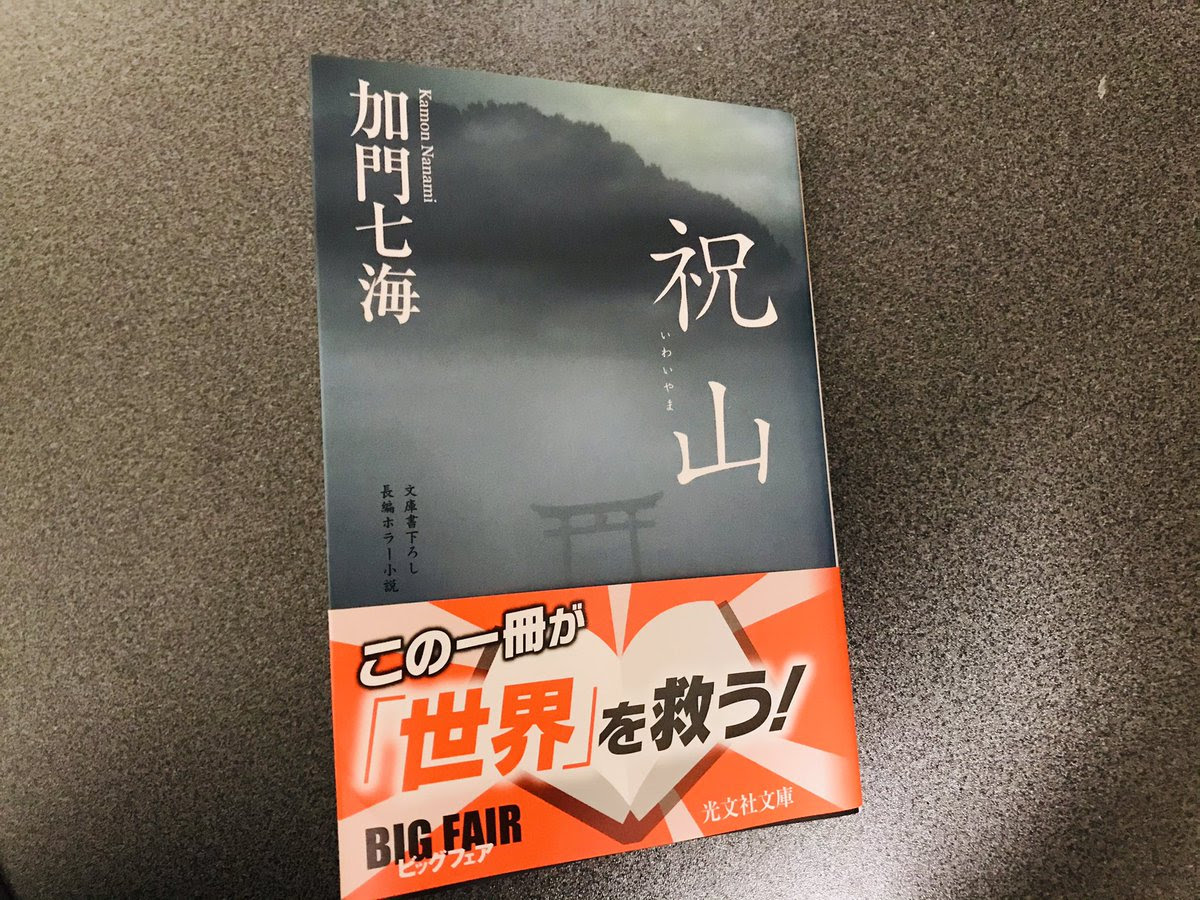 加門七海
Kamon Nanami
祝山
いわいやま
文庫書下ろし
長編ホラー小説
この一冊が
「世界」を救う!
BIG FAIR
ビッグフェア
光文社文庫